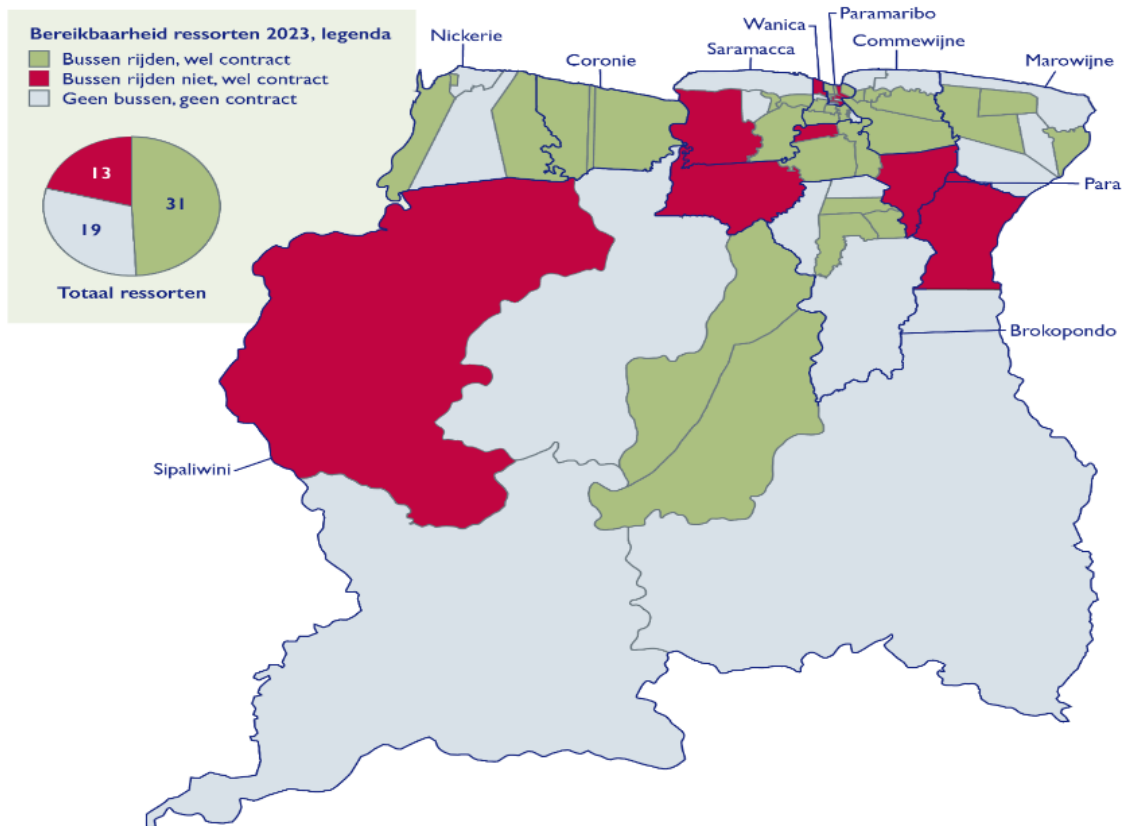 Bereikbaarheid ressorten 2023, legenda
Bussen rijden, wel contract
Bussen rijden niet, wel contract
Geen bussen, geen contract
13
31
19
Totaal ressorten
Nickerie
Coronie
Saramacca
Wanica
Paramaribo
Commewijne
Marowijne
Para
Brokopondo
Sipaliwini